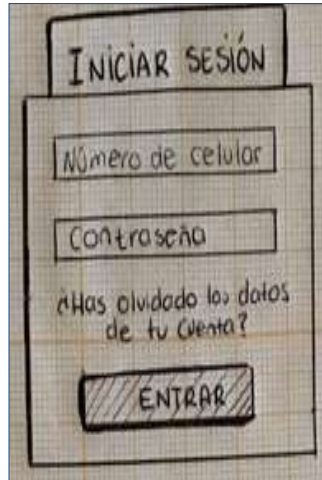 INICIAR SESIÓN
Número de celular
Contraseña
¿Has olvidado los datos
de tu cuenta?
ENTRAR